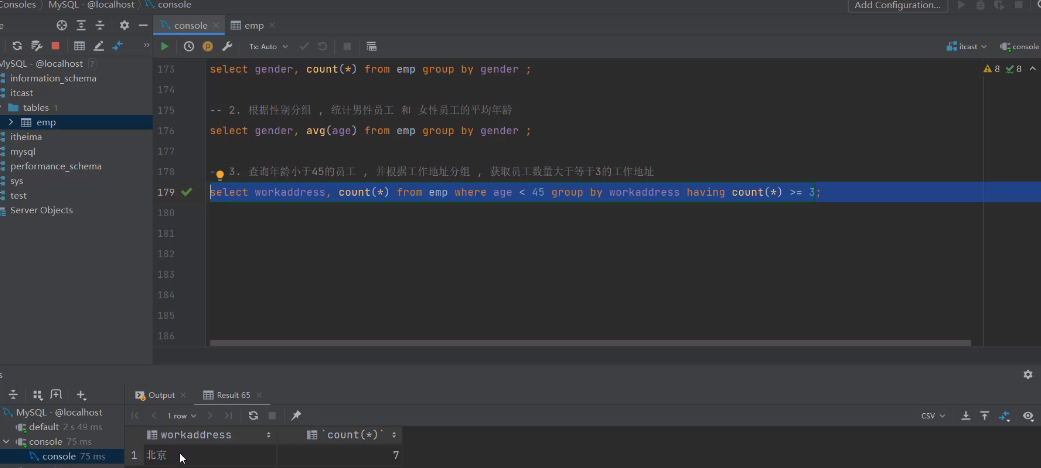 Consoles MySQL - @localhost console
Add Configuration...
console emp
Tx: Auto
itcast console
MySQL - @localhost 7
information_schema
itcast
tables 1
emp
itheima
mysql
performance_schema
sys
test
Server Objects
173 select gender, count(*) from emp group by gender ;
8 8
174
175 -- 2. 根据性别分组 , 统计男性员工 和 女性员工的平均年龄
176 select gender, avg(age) from emp group by gender ;
177
178 - 3. 查询年龄小于45的员工 , 并根据工作地址分组 , 获取员工数量大于等于3的工作地址
179 select workaddress, count(*) from emp where age < 45 group by workaddress having count(*) >= 3;
180
181
182
183
184
185
186
Output Result 65
1 row
CSV
MySQL - @localhost
default 2 s 49 ms
console 75 ms
console 75 ms
workaddress `count(*)`
1 北京 7